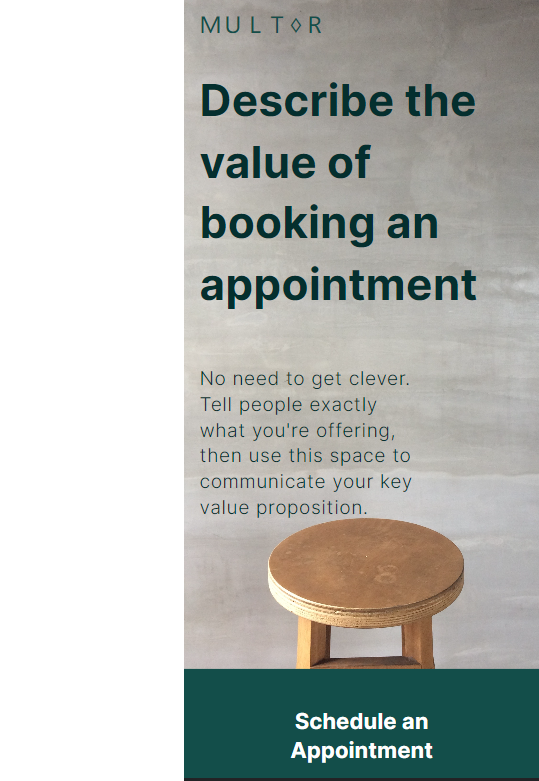 MULT◊R
Describe the
value of
booking an
appointment
No need to get clever.
Tell people exactly
what you're offering,
then use this space to
communicate your key
value proposition.
Schedule an
Appointment